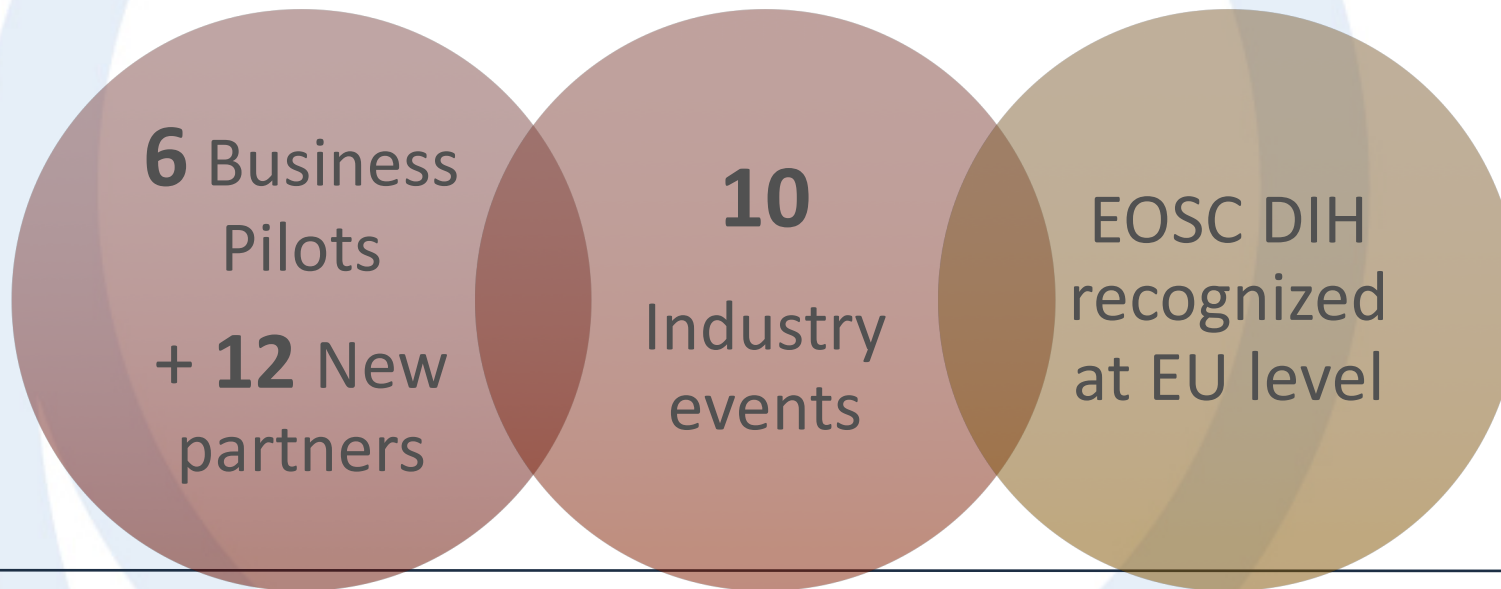 6 Business
Pilots
+ 12 New
partners
10
Industry
events
EOSC DIH
recognized
at EU level